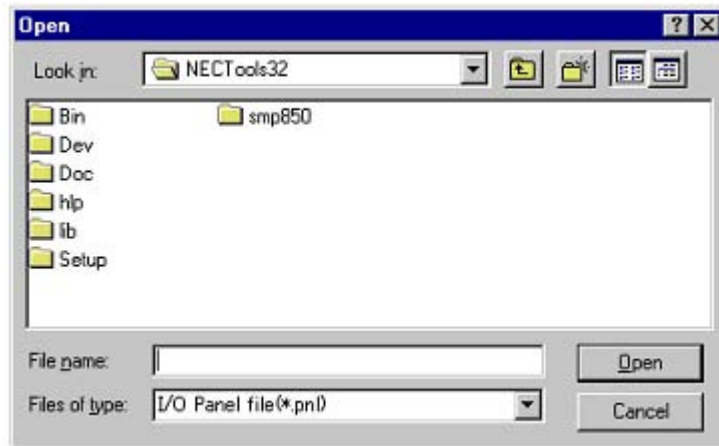 Open
Look in: NECTools32
Bin smp850
Dev
Doc
hlp
lib
Setup
File name: Open
Files of type: I/O Panel file(*.pnl) Cancel